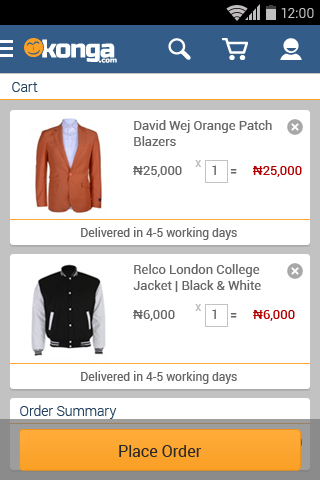 12:00
konga
.com
Cart
David Wej Orange Patch
Blazers
₦25,000 x 1 = ₦25,000
Delivered in 4-5 working days
Relco London College
Jacket | Black & White
₦6,000 x 1 = ₦6,000
Delivered in 4-5 working days
Order Summary
Place Order